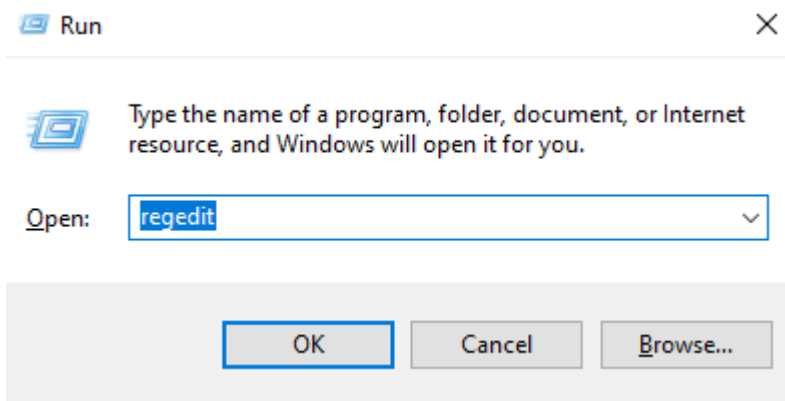 Run
Type the name of a program, folder, document, or Internet
resource, and Windows will open it for you.
Open: regedit
OK Cancel Browse...